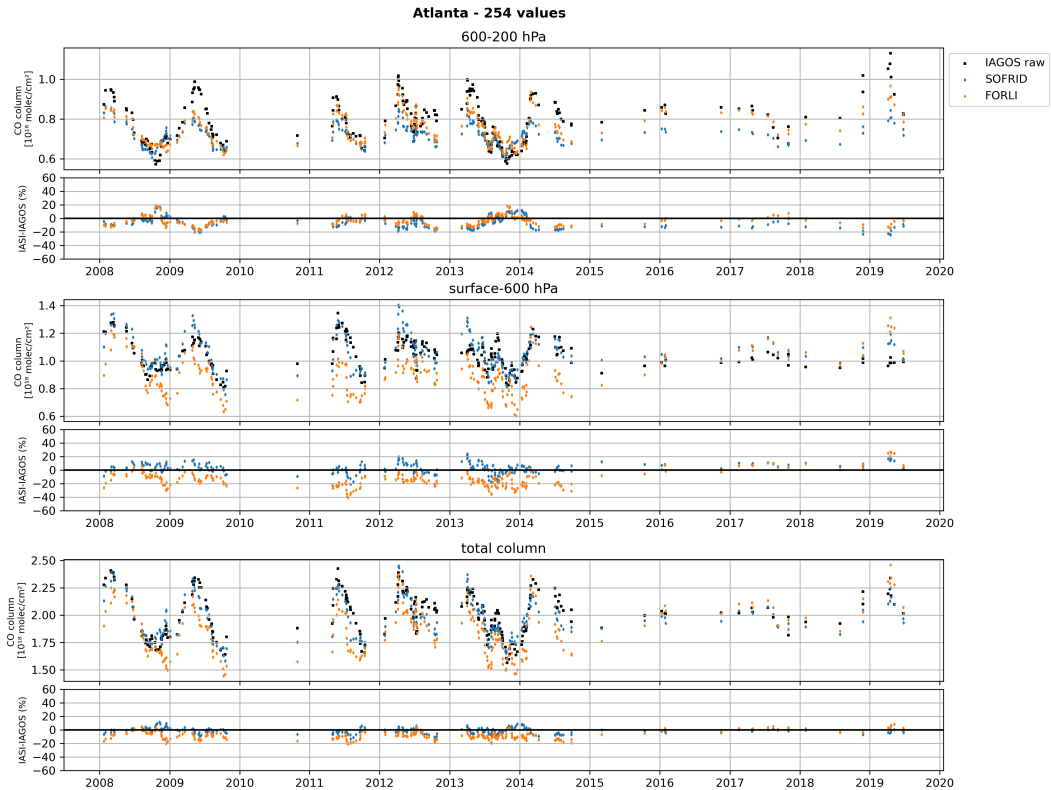 Atlanta - 254 values
600-200 hPa
CO column
[10¹⁸ molec/cm²]
1.0
0.8
0.6
IAGOS raw
SOFRID
FORLI
IASI-IAGOS (%)
60
40
20
0
−20
−40
−60
2008 2009 2010 2011 2012 2013 2014 2015 2016 2017 2018 2019 2020
surface-600 hPa
CO column
[10¹⁸ molec/cm²]
1.4
1.2
1.0
0.8
0.6
IASI-IAGOS (%)
60
40
20
0
−20
−40
−60
2008 2009 2010 2011 2012 2013 2014 2015 2016 2017 2018 2019 2020
total column
CO column
[10¹⁸ molec/cm²]
2.50
2.25
2.00
1.75
1.50
IASI-IAGOS (%)
60
40
20
0
−20
−40
−60
2008 2009 2010 2011 2012 2013 2014 2015 2016 2017 2018 2019 2020